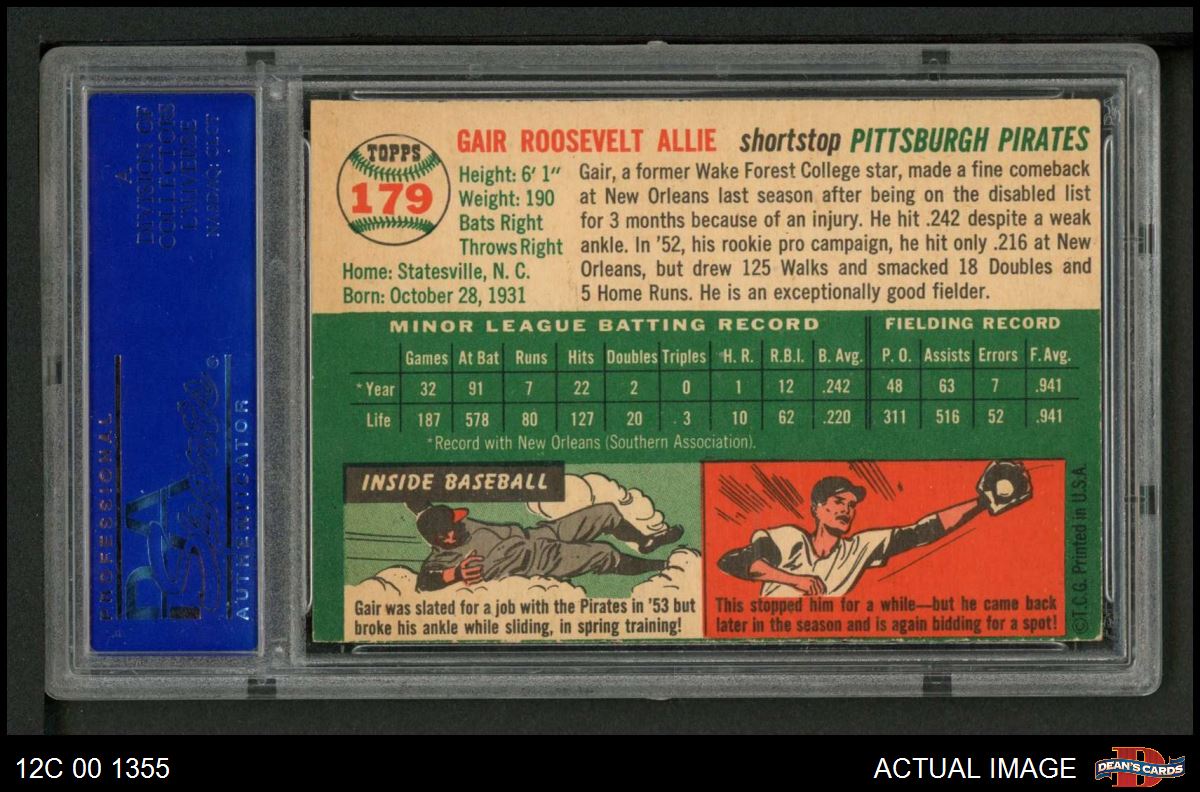 A
DIVISION OF
COLLECTORS
UNIVERSE
NASDAQ: CLCT
PROFESSIONAL
PSA
Sports
AUTHENTICATOR
TOPPS
179
GAIR ROOSEVELT ALLIE shortstop PITTSBURGH PIRATES
Height: 6' 1"
Weight: 190
Bats Right
Throws Right
Home: Statesville, N. C.
Born: October 28, 1931
Gair, a former Wake Forest College star, made a fine comeback
at New Orleans last season after being on the disabled list
for 3 months because of an injury. He hit .242 despite a weak
ankle. In '52, his rookie pro campaign, he hit only .216 at New
Orleans, but drew 125 Walks and smacked 18 Doubles and
5 Home Runs. He is an exceptionally good fielder.
MINOR LEAGUE BATTING RECORD FIELDING RECORD
Games At Bat Runs Hits Doubles Triples H. R. R.B.I. B. Avg. P. O. Assists Errors F. Avg.
*Year 32 91 7 22 2 0 1 12 .242 48 63 7 .941
Life 187 578 80 127 20 3 10 62 .220 311 516 52 .941
*Record with New Orleans (Southern Association).
INSIDE BASEBALL
Gair was slated for a job with the Pirates in '53 but
broke his ankle while sliding, in spring training!
This stopped him for a while—but he came back
later in the season and is again bidding for a spot!
©T.C.G. Printed in U.S.A.
12C 00 1355
ACTUAL IMAGE
DEAN'S CARDS